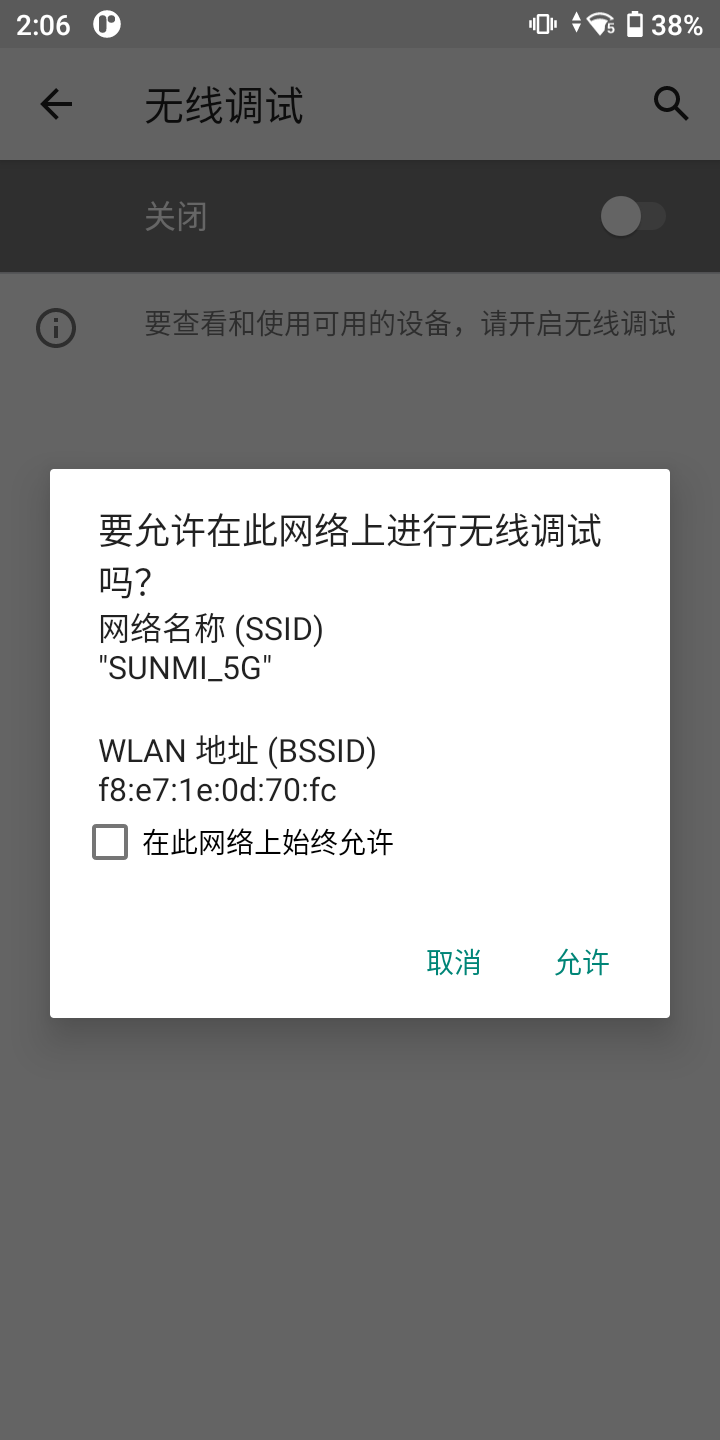 2:06
5
38%
无线调试
关闭
要查看和使用可用的设备，请开启无线调试
要允许在此网络上进行无线调试
吗？
网络名称 (SSID)
"SUNMI_5G"
WLAN 地址 (BSSID)
f8:e7:1e:0d:70:fc
在此网络上始终允许
取消
允许